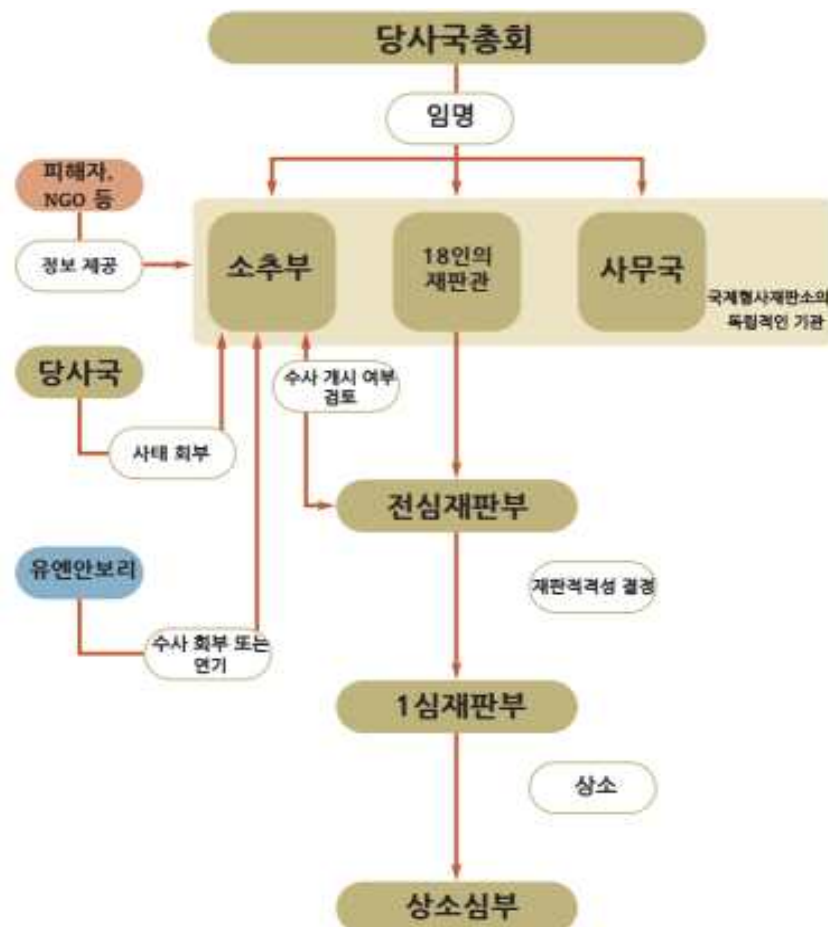 당사국총회
임명
피해자.
NGO 등
정보 제공
소추부
18인의
재판관
사무국
국제형사재판소의
독립적인 기관
당사국
수사 개시 여부
검토
사태 회부
전심재판부
유엔안보리
재판적격성 결정
수사 회부 또는
연기
1심재판부
상소
상소심부